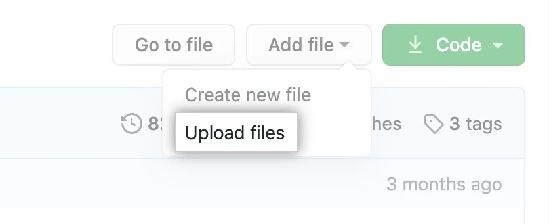 Go to file Add file Code
Create new file
Upload files
3 tags
3 months ago